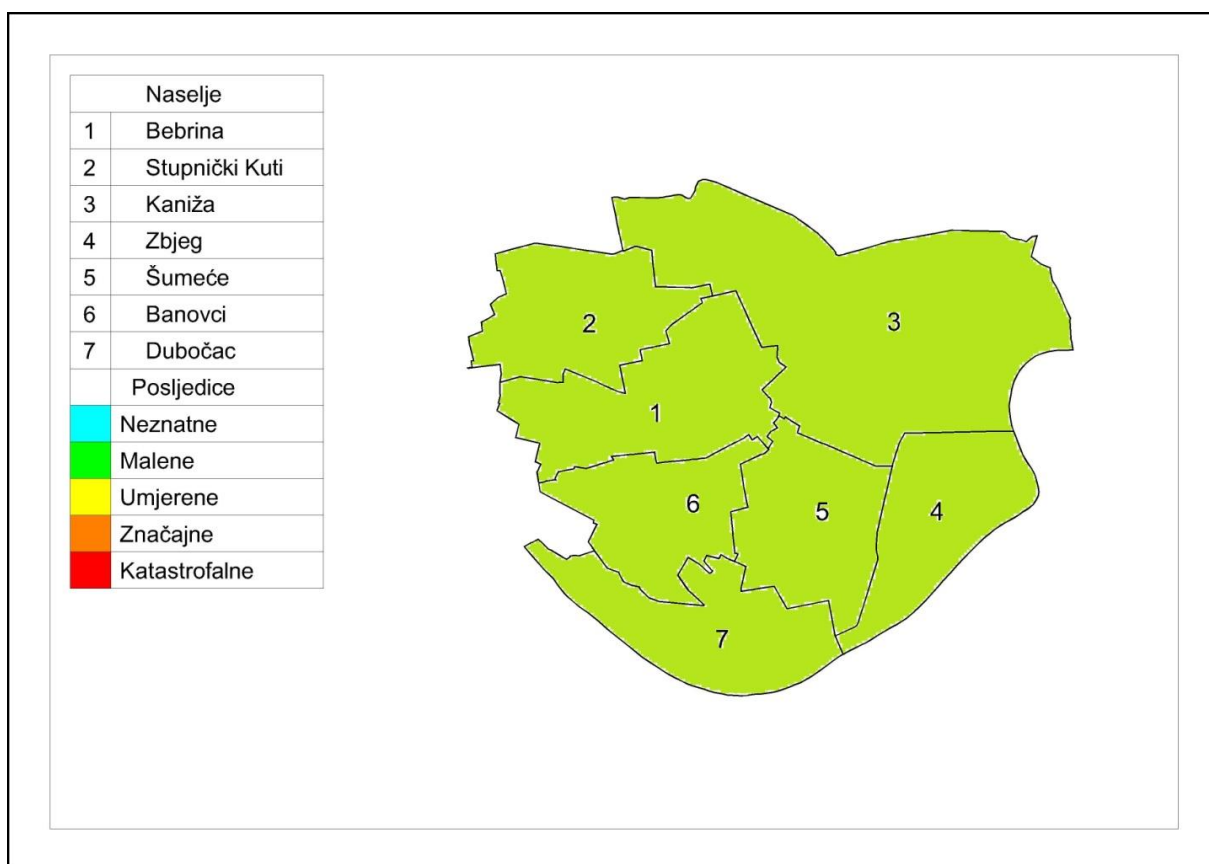 Naselje
1 Bebrina
2 Stupnički Kuti
3 Kaniža
4 Zbjeg
5 Šumeće
6 Banovci
7 Dubočac
Posljedice
Neznatne
Malene
Umjerene
Značajne
Katastrofalne
2
3
1
6
5
4
7